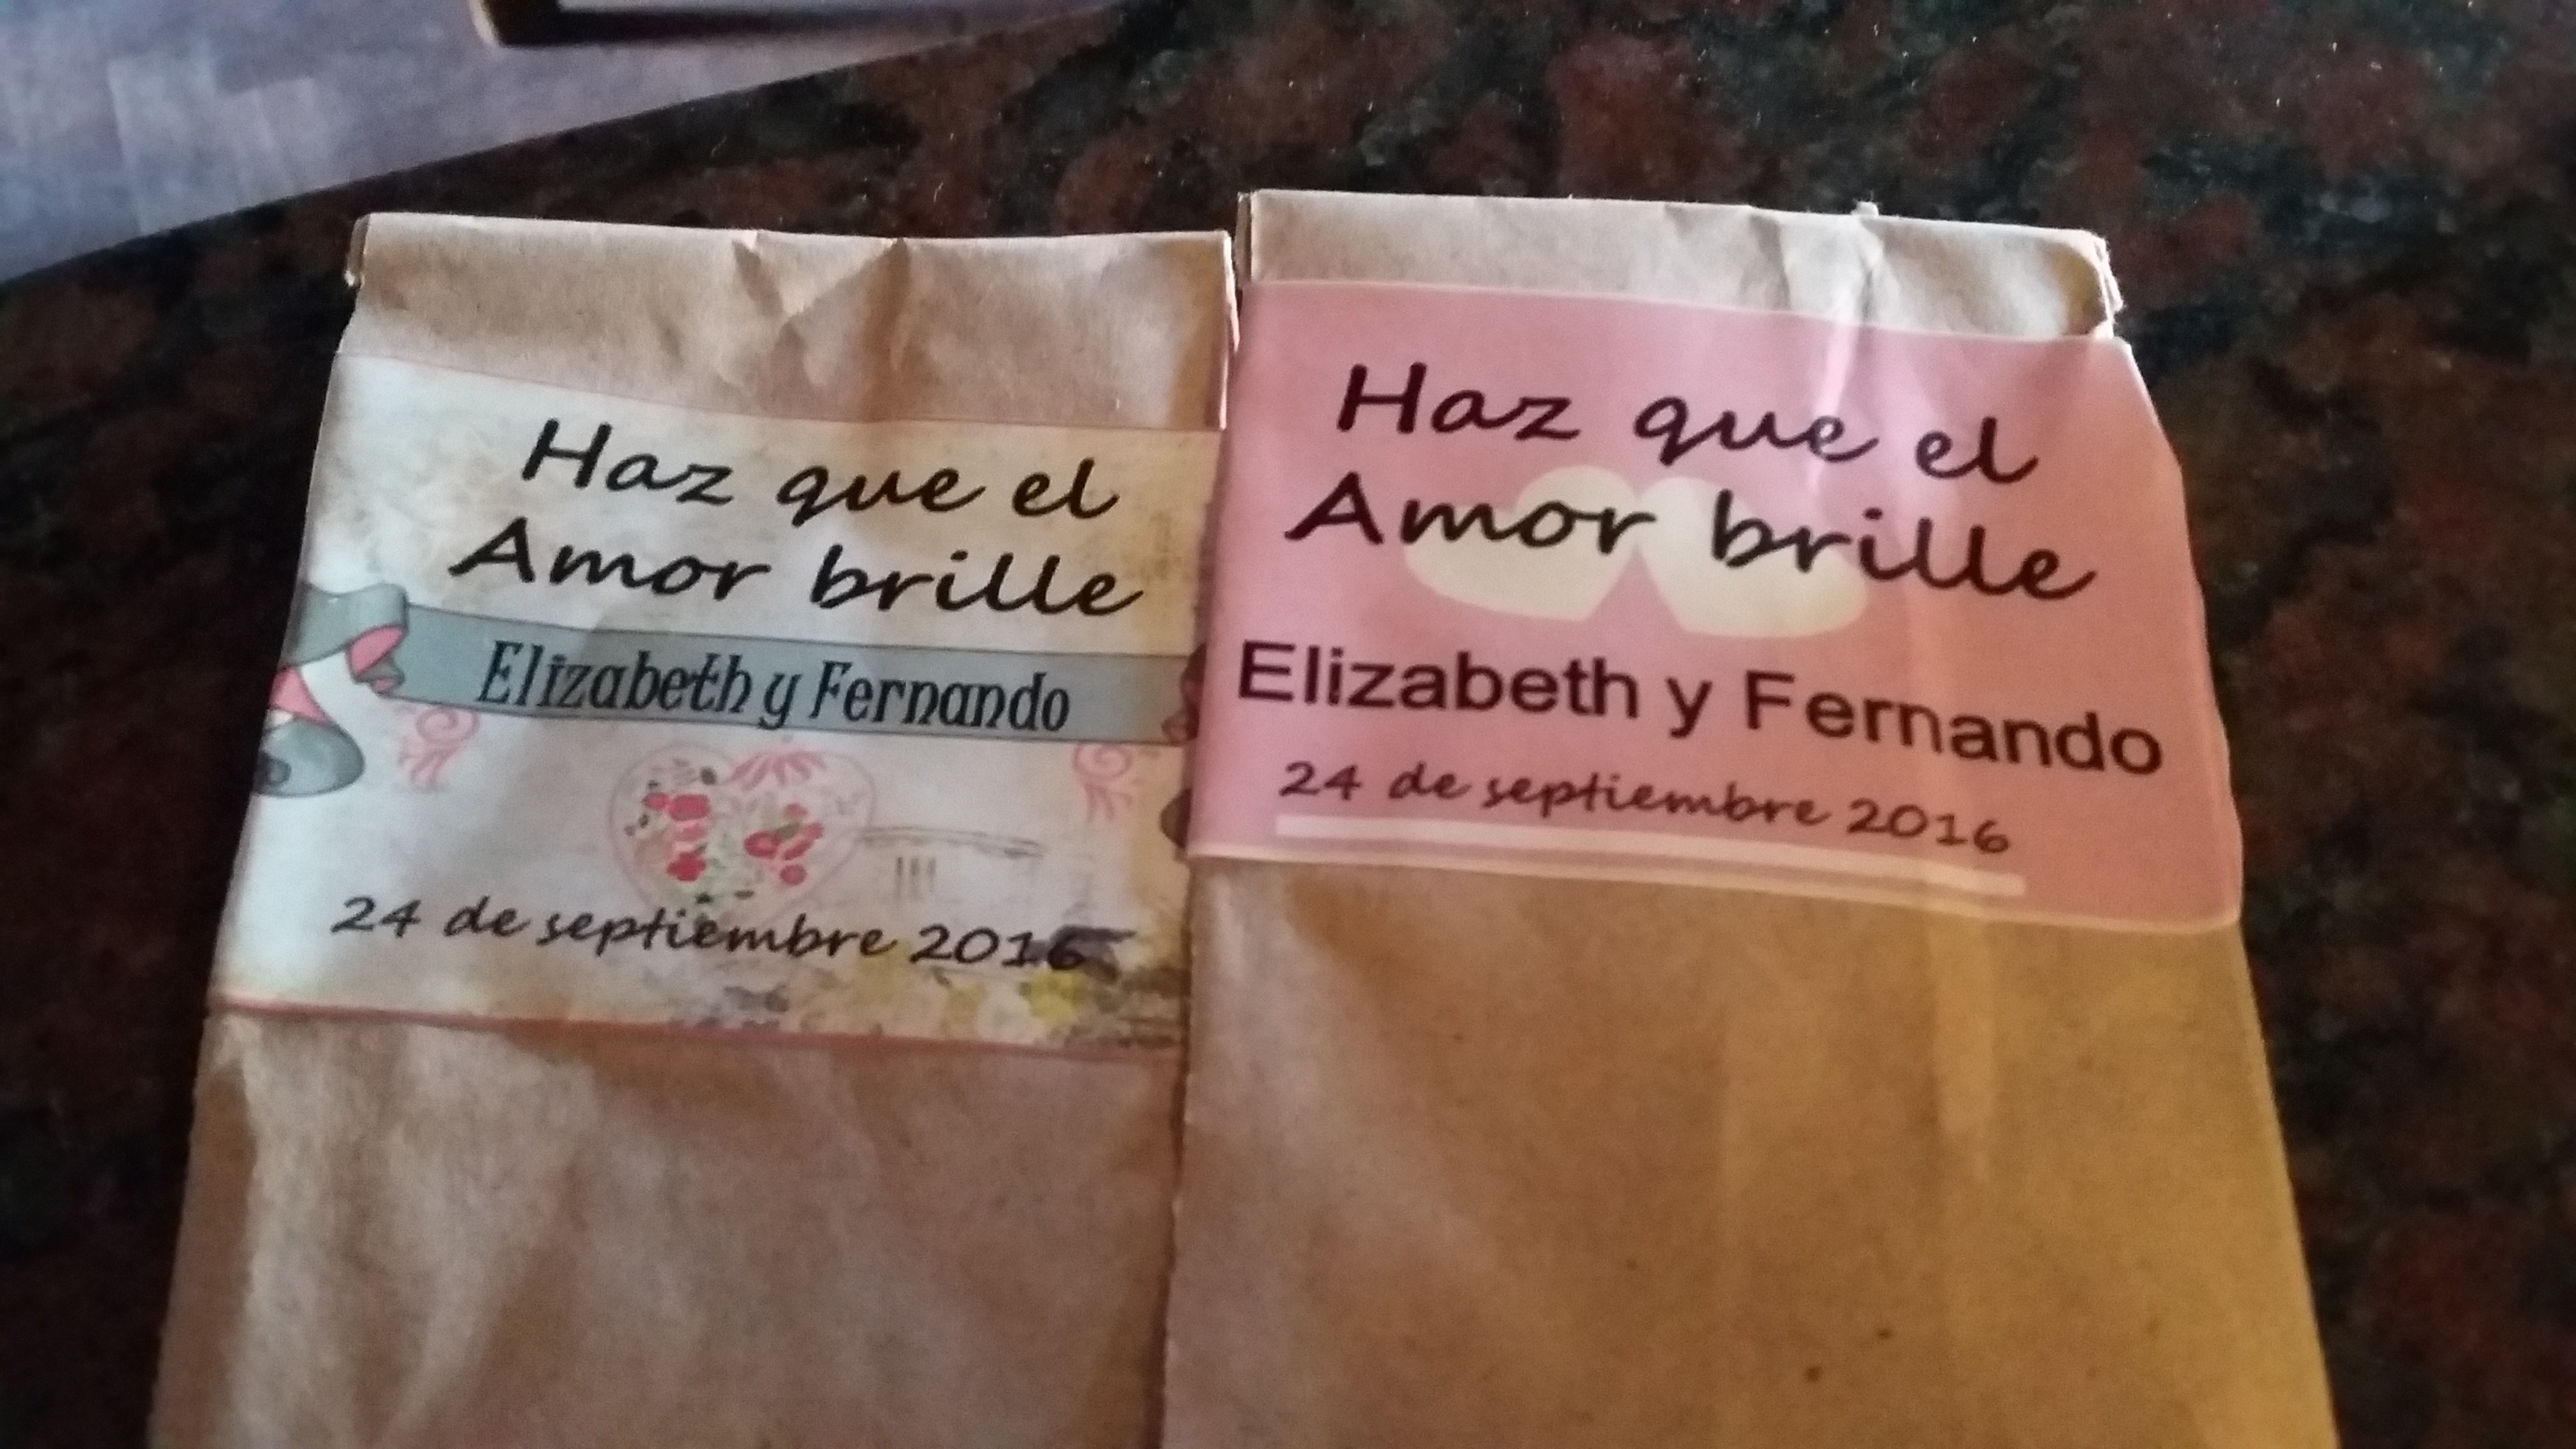 Haz que el
Amor brille
Elizabeth y Fernando
24 de septiembre 2016
Haz que el
Amor brille
Elizabeth y Fernando
24 de septiembre 2016